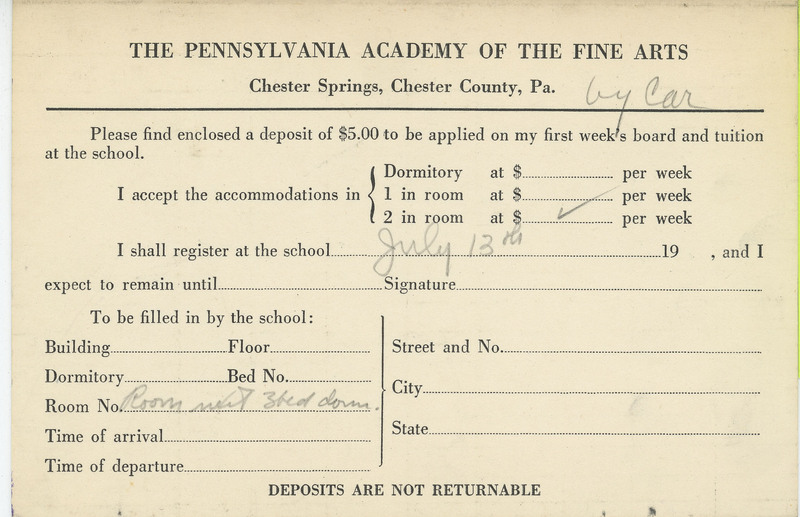 THE PENNSYLVANIA ACADEMY OF THE FINE ARTS
Chester Springs, Chester County, Pa. by Car
Please find enclosed a deposit of $5.00 to be applied on my first week's board and tuition
at the school.
Dormitory at $ per week
I accept the accommodations in 1 in room at $ per week
2 in room at $ ✓ per week
I shall register at the school July 13th 19 , and I
expect to remain until Signature
To be filled in by the school:
Building Floor Street and No.
Dormitory Bed No.
City
Room No. Room next 3 bed dorm.
Time of arrival State
Time of departure
DEPOSITS ARE NOT RETURNABLE